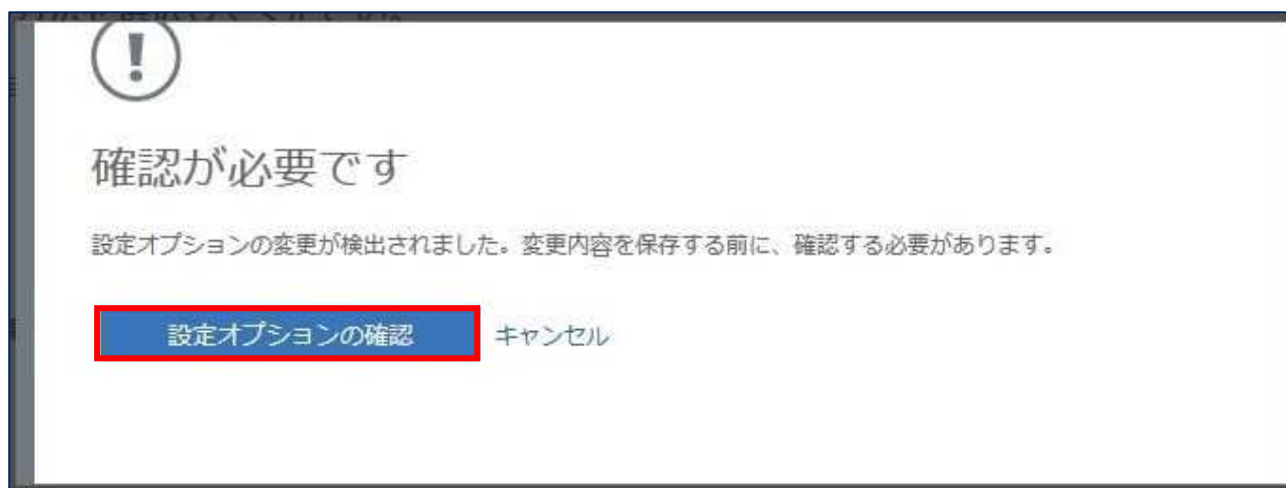 確認が必要です
設定オプションの変更が検出されました。変更内容を保存する前に、確認する必要があります。
設定オプションの確認 キャンセル